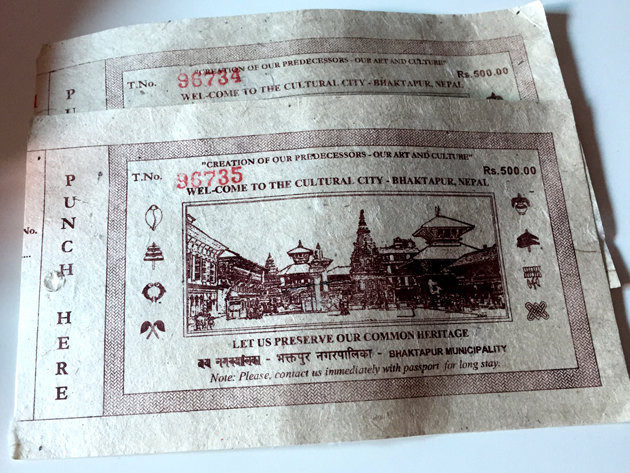 PU
"CREATION OF OUR PREDECESSORS - OUR ART AND CULTURE"
T.No. 96734 Rs.500.00
WEL-COME TO THE CULTURAL CITY - BHAKTAPUR, NEPAL
No.
PUNCH HERE
"CREATION OF OUR PREDECESSORS - OUR ART AND CULTURE"
T.No. 96735 Rs.500.00
WEL-COME TO THE CULTURAL CITY - BHAKTAPUR, NEPAL
LET US PRESERVE OUR COMMON HERITAGE
- भक्तपुर नगरपालिका - BHAKTAPUR MUNICIPALITY
Note: Please, contact us immediately with passport for long stay.